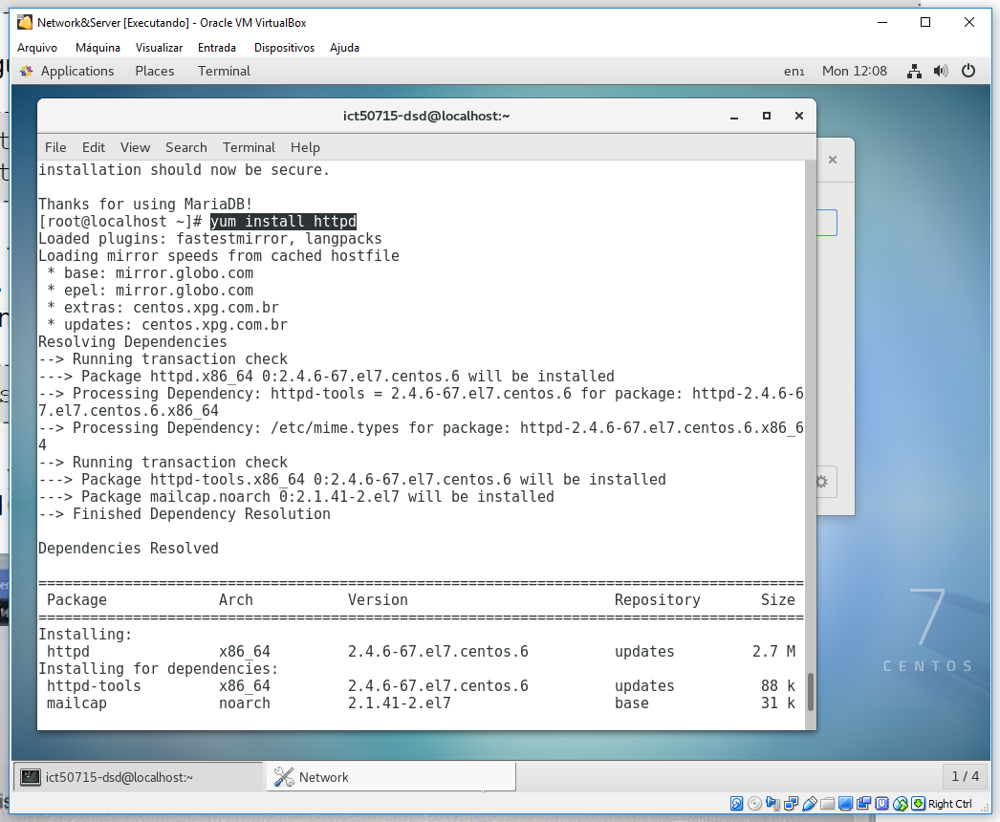 Network&Server [Executando] - Oracle VM VirtualBox
Arquivo Máquina Visualizar Entrada Dispositivos Ajuda
Applications Places Terminal en₁ Mon 12:08
ict50715-dsd@localhost:~
File Edit View Search Terminal Help
installation should now be secure.
Thanks for using MariaDB!
[root@localhost ~]# yum install httpd
Loaded plugins: fastestmirror, langpacks
Loading mirror speeds from cached hostfile
* base: mirror.globo.com
* epel: mirror.globo.com
* extras: centos.xpg.com.br
* updates: centos.xpg.com.br
Resolving Dependencies
--> Running transaction check
---> Package httpd.x86_64 0:2.4.6-67.el7.centos.6 will be installed
--> Processing Dependency: httpd-tools = 2.4.6-67.el7.centos.6 for package: httpd-2.4.6-6
7.el7.centos.6.x86_64
--> Processing Dependency: /etc/mime.types for package: httpd-2.4.6-67.el7.centos.6.x86_6
4
--> Running transaction check
---> Package httpd-tools.x86_64 0:2.4.6-67.el7.centos.6 will be installed
---> Package mailcap.noarch 0:2.1.41-2.el7 will be installed
--> Finished Dependency Resolution
Dependencies Resolved
=========================================================================================
Package Arch Version Repository Size
=========================================================================================
Installing:
httpd x86_64 2.4.6-67.el7.centos.6 updates 2.7 M
Installing for dependencies:
httpd-tools x86_64 2.4.6-67.el7.centos.6 updates 88 k
mailcap noarch 2.1.41-2.el7 base 31 k
7
CENTOS
ict50715-dsd@localhost:~ Network 1 / 4
Right Ctrl